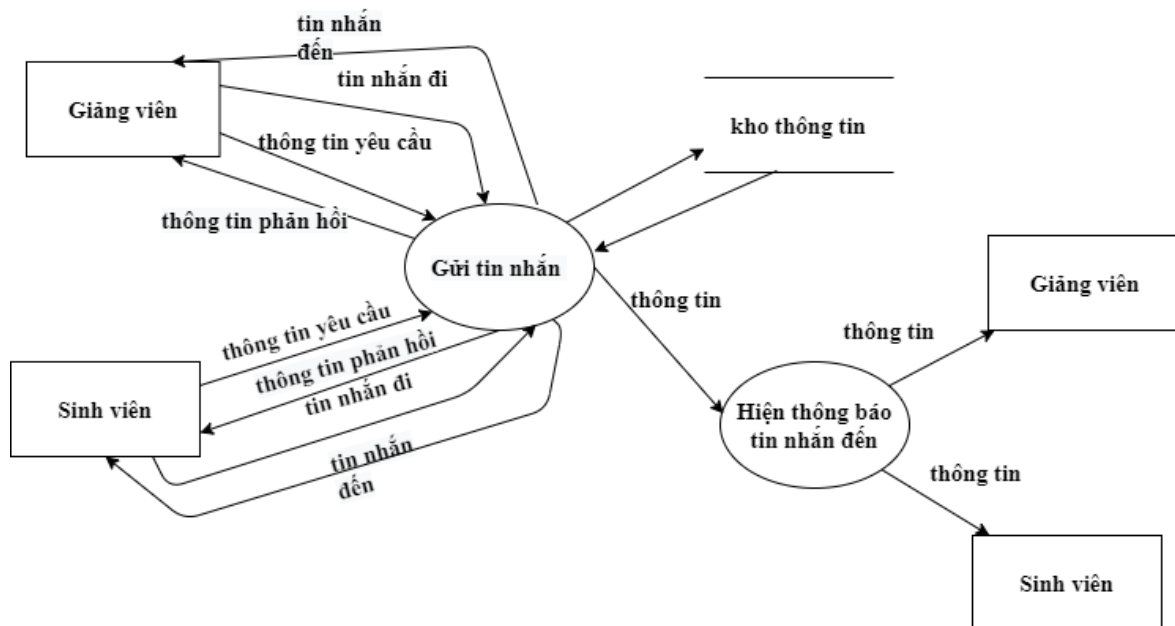 tin nhắn
đến
tin nhắn đi
Giảng viên
kho thông tin
thông tin yêu cầu
thông tin phản hồi
Gửi tin nhắn
Giảng viên
thông tin
thông tin
thông tin yêu cầu
thông tin phản hồi
tin nhắn đi
Sinh viên
Hiện thông báo
tin nhắn đến
tin nhắn
đến
thông tin
Sinh viên